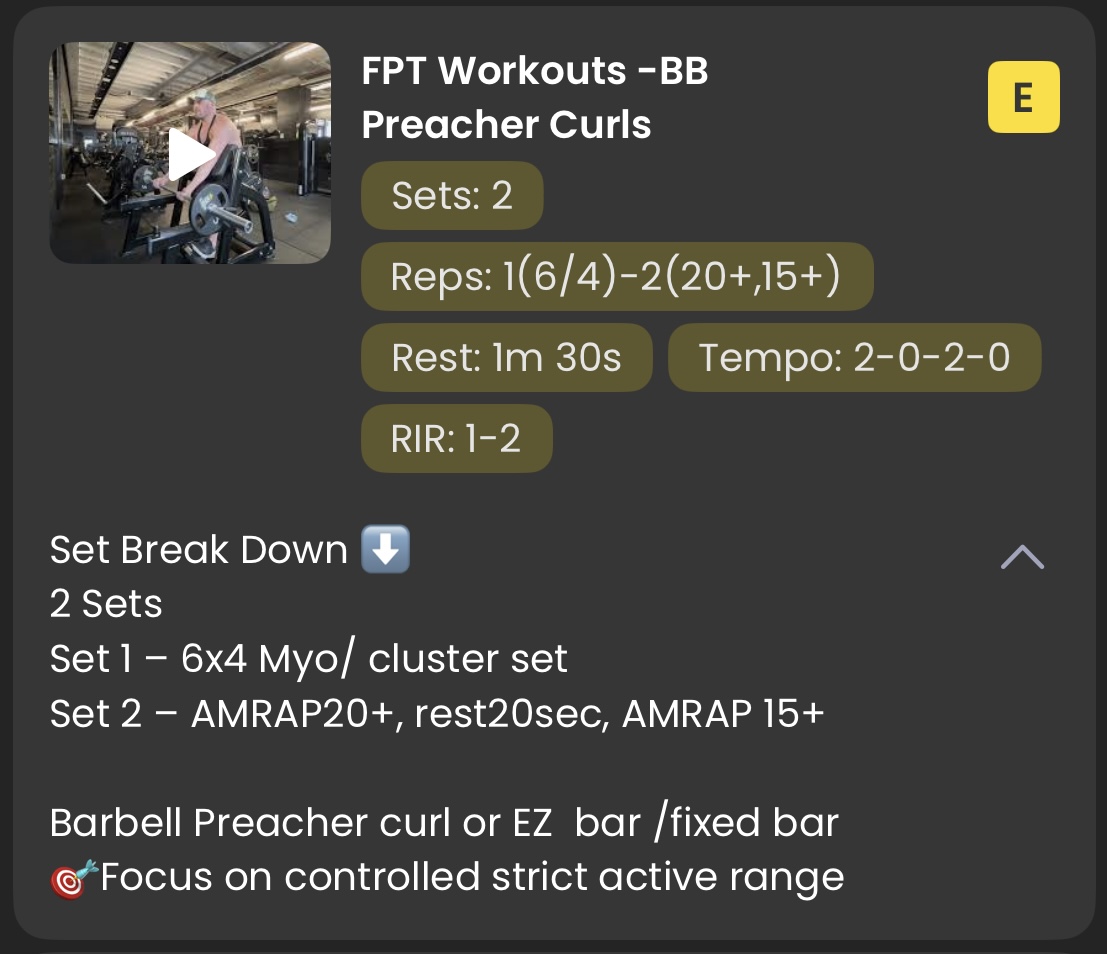 FPT Workouts -BB
Preacher Curls
E
Sets: 2
Reps: 1(6/4)-2(20+,15+)
Rest: 1m 30s
Tempo: 2-0-2-0
RIR: 1-2
Set Break Down ⬇️
2 Sets
Set 1 – 6x4 Myo/ cluster set
Set 2 – AMRAP20+, rest20sec, AMRAP 15+
Barbell Preacher curl or EZ  bar /fixed bar
🎯Focus on controlled strict active range